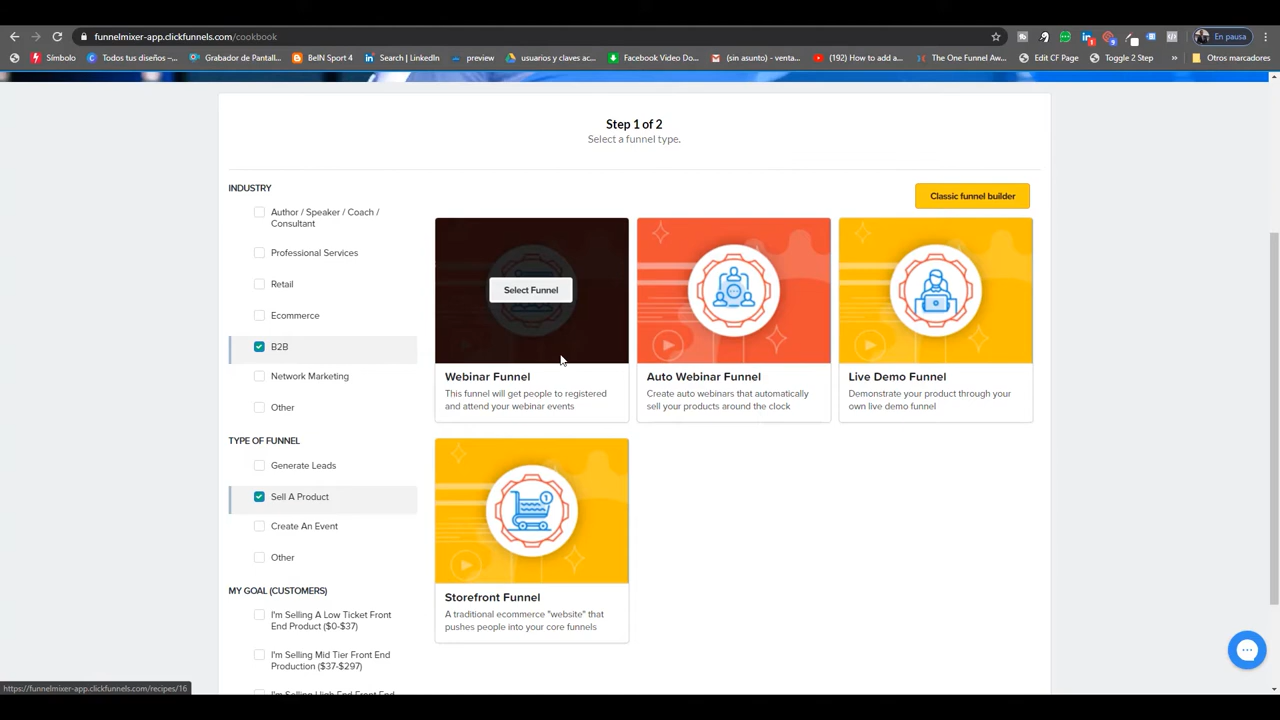 funnelmixer-app.clickfunnels.com/cookbook
En pausa
Símbolo
Todos tus diseños –...
Grabador de Pantall...
BeIN Sport 4
Search | LinkedIn
preview
usuarios y claves ac...
Facebook Video Do...
(sin asunto) - venta...
(192) How to add a...
The One Funnel Aw...
Edit CF Page
Toggle 2 Step
»
Otros marcadores
Step 1 of 2
Select a funnel type.
INDUSTRY
Author / Speaker / Coach /
Consultant
Professional Services
Retail
Ecommerce
B2B
Network Marketing
Other
TYPE OF FUNNEL
Generate Leads
Sell A Product
Create An Event
Other
MY GOAL (CUSTOMERS)
I'm Selling A Low Ticket Front
End Product ($0-$37)
I'm Selling Mid Tier Front End
Production ($37-$297)
I'm Selling High End Front End
Classic funnel builder
Select Funnel
Webinar Funnel
This funnel will get people to registered
and attend your webinar events
Auto Webinar Funnel
Create auto webinars that automatically
sell your products around the clock
Live Demo Funnel
Demonstrate your product through your
own live demo funnel
1
Storefront Funnel
A traditional ecommerce "website" that
pushes people into your core funnels
https://funnelmixer-app.clickfunnels.com/recipes/16